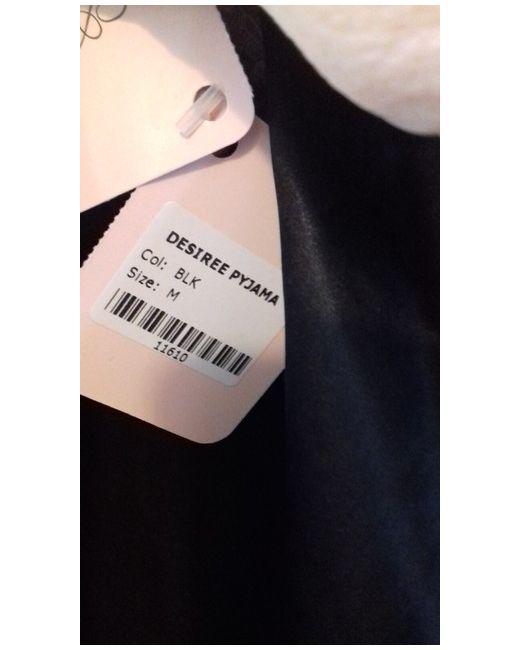 DESIREE PYJAMA
Col: BLK
Size: M
11610